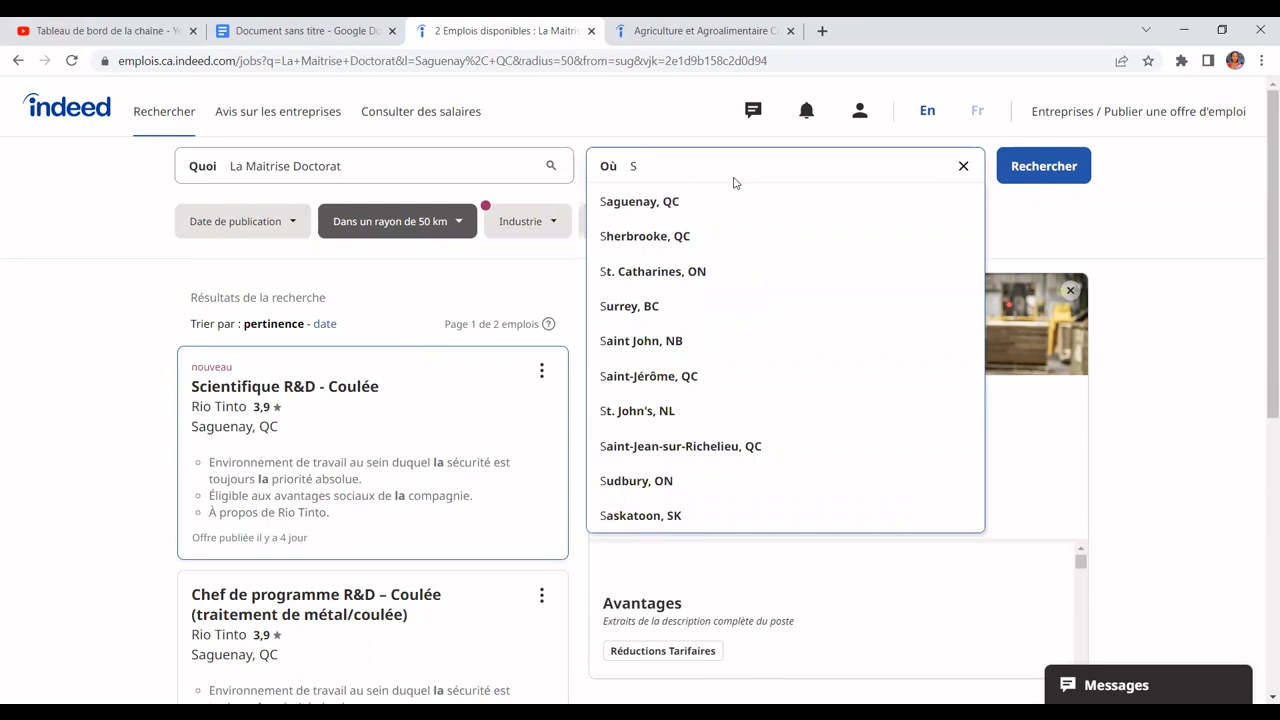 Tableau de bord de la chaîne - Y
Document sans titre - Google D
2 Emplois disponibles : La Maitris
Agriculture et Agroalimentaire C
emplois.ca.indeed.com/jobs?q=La+Maitrise+Doctorat&l=Saguenay%2C+QC&radius=50&from=sug&vjk=2e1d9b158c2d0d94
indeed
Rechercher
Avis sur les entreprises
Consulter des salaires
En
Fr
Entreprises / Publier une offre d'emploi
Quoi La Maitrise Doctorat
Où S
Rechercher
Date de publication
Dans un rayon de 50 km
Industrie
Saguenay, QC
Sherbrooke, QC
St. Catharines, ON
Surrey, BC
Saint John, NB
Saint-Jérôme, QC
St. John's, NL
Saint-Jean-sur-Richelieu, QC
Sudbury, ON
Saskatoon, SK
Résultats de la recherche
Trier par : pertinence - date
Page 1 de 2 emplois ?
nouveau
Scientifique R&D - Coulée
Rio Tinto 3,9 ★
Saguenay, QC
Environnement de travail au sein duquel la sécurité est
toujours la priorité absolue.
Éligible aux avantages sociaux de la compagnie.
À propos de Rio Tinto.
Offre publiée il y a 4 jour
Chef de programme R&D – Coulée
(traitement de métal/coulée)
Rio Tinto 3,9 ★
Saguenay, QC
Environnement de travail au sein duquel la sécurité est
Avantages
Extraits de la description complète du poste
Réductions Tarifaires
Messages